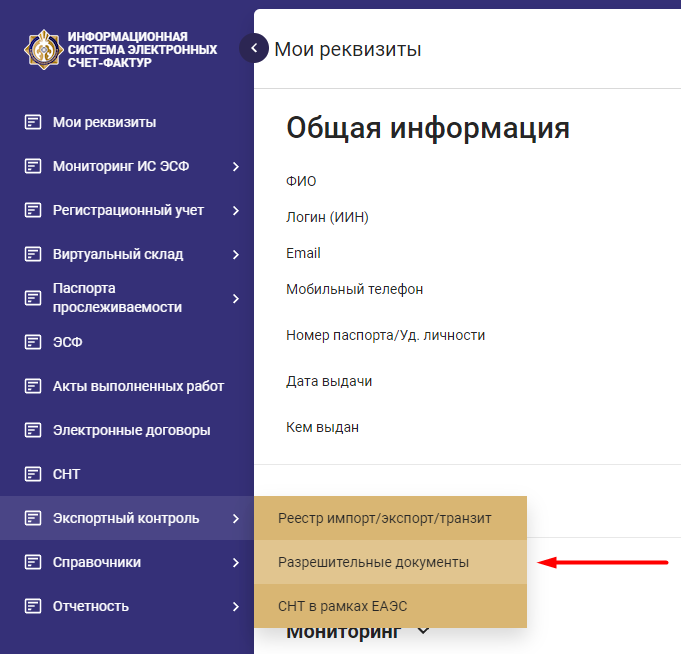 ИНФОРМАЦИОННАЯ
СИСТЕМА ЭЛЕКТРОННЫХ
СЧЕТ-ФАКТУР
Мои реквизиты
Мониторинг ИС ЭСФ
Регистрационный учет
Виртуальный склад
Паспорта
прослеживаемости
ЭСФ
Акты выполненных работ
Электронные договоры
СНТ
Экспортный контроль
Справочники
Отчетность
Мои реквизиты
Общая информация
ФИО
Логин (ИИН)
Email
Мобильный телефон
Номер паспорта/Уд. личности
Дата выдачи
Кем выдан
Реестр импорт/экспорт/транзит
Разрешительные документы
СНТ в рамках ЕАЭС
Мониторинг